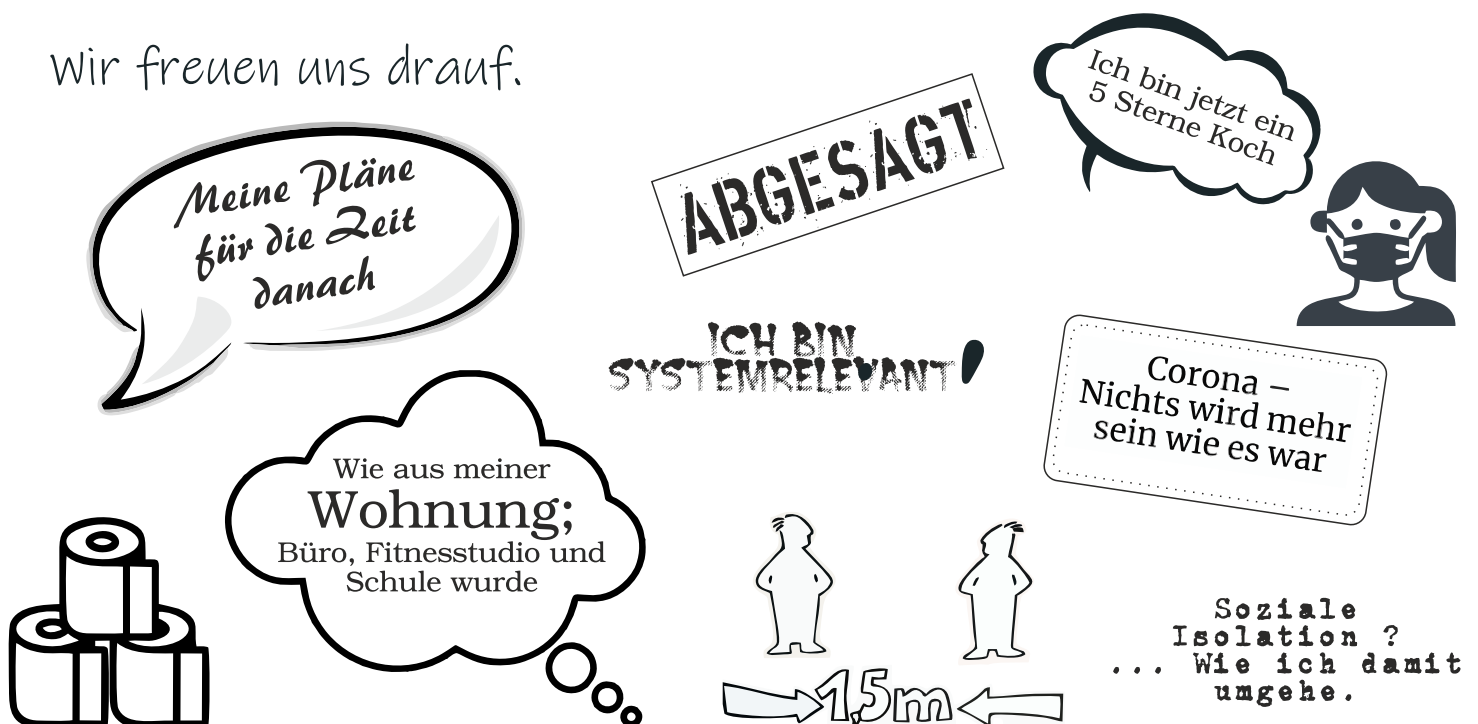 Wir freuen uns drauf.
Meine Pläne
für die Zeit
danach
ABGESAGT
Ich bin jetzt ein
5 Sterne Koch
ICH BIN
SYSTEMRELEVANT!
Corona –
Nichts wird mehr
sein wie es war
Wie aus meiner
Wohnung;
Büro, Fitnesstudio und
Schule wurde
1,5m
Soziale
Isolation ?
... Wie ich damit
umgehe.